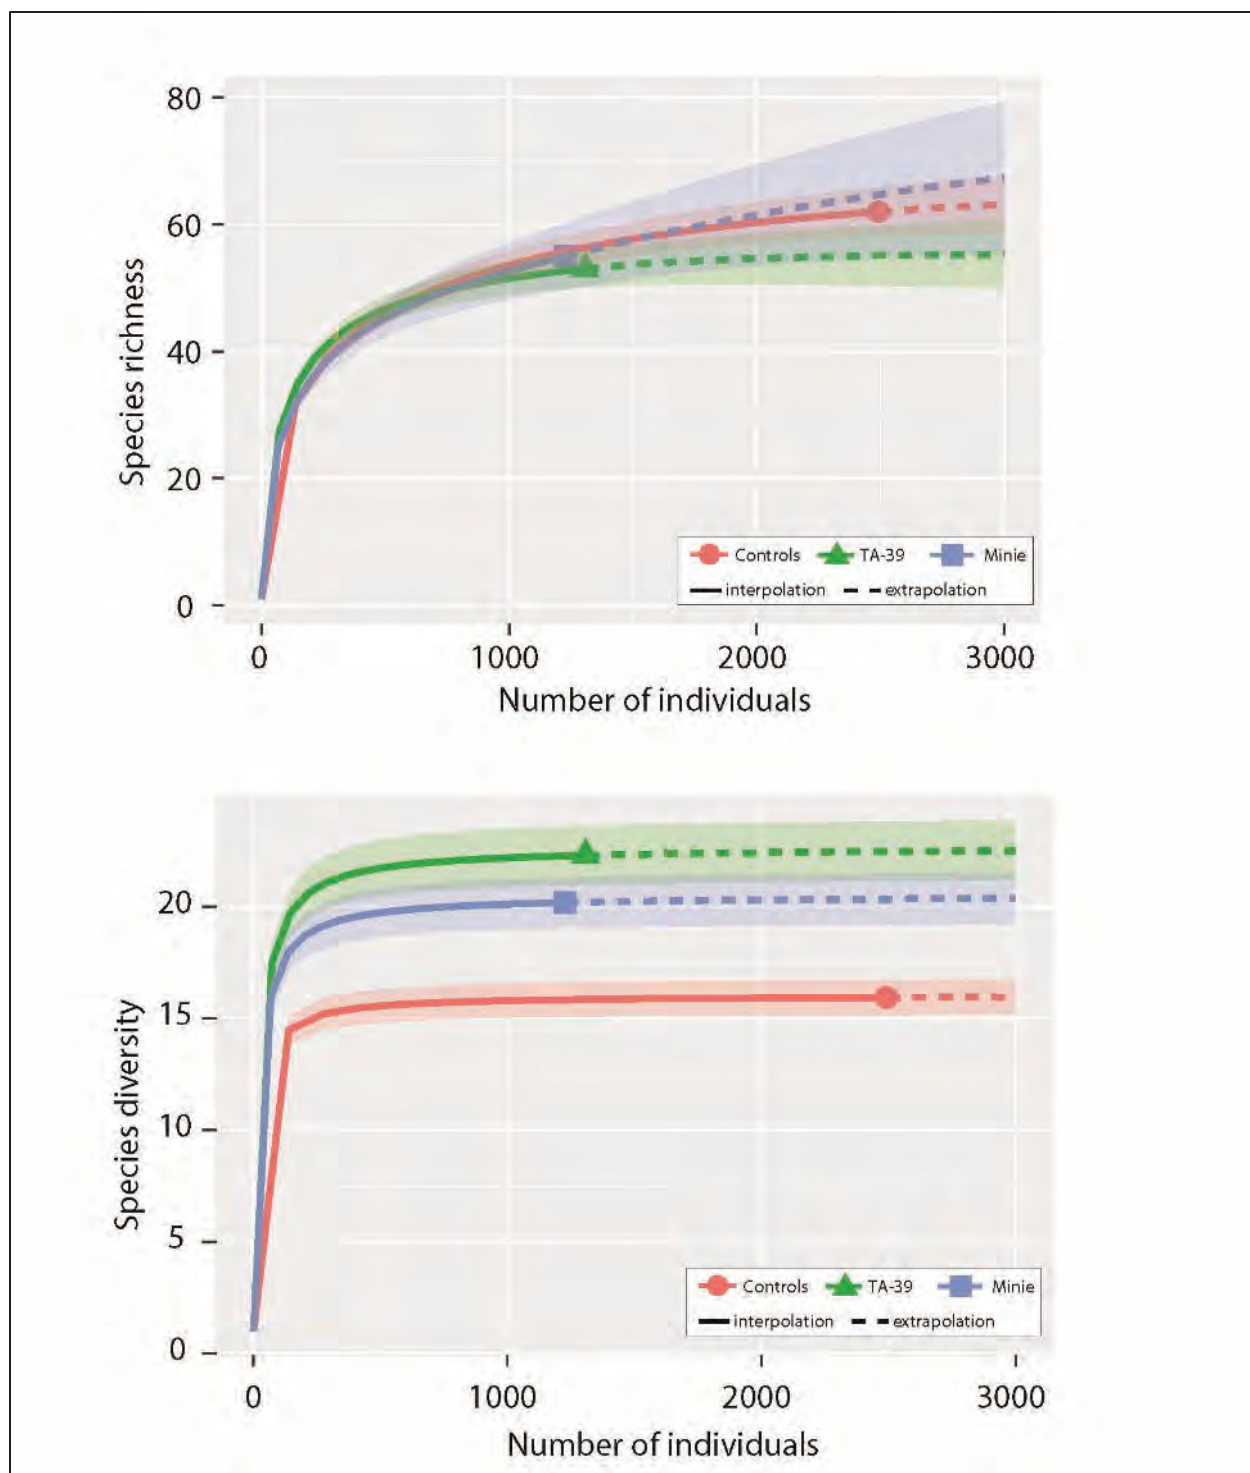 80
60
40
20
0
Species richness
Controls TA-39 Minie
interpolation extrapolation
0 1000 2000 3000
Number of individuals
20
15
10
5
0
Species diversity
Controls TA-39 Minie
interpolation extrapolation
0 1000 2000 3000
Number of individuals